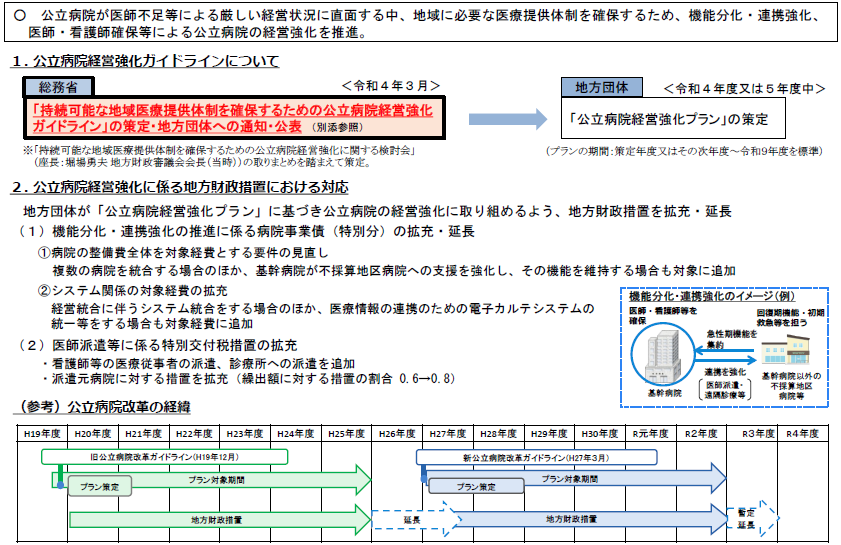 ○ 公立病院が医師不足等による厳しい経営状況に直面する中、地域に必要な医療提供体制を確保するため、機能分化・連携強化、
医師・看護師確保等による公立病院の経営強化を推進。
１．公立病院経営強化ガイドラインについて
総務省
＜令和４年３月＞
「持続可能な地域医療提供体制を確保するための公立病院経営強化
ガイドライン」の策定・地方団体への通知・公表 （別添参照）
※「持続可能な地域医療提供体制を確保するための公立病院経営強化に関する検討会」
（座長：堀場勇夫 地方財政審議会会長（当時））の取りまとめを踏まえて策定。
地方団体
＜令和４年度又は５年度中＞
「公立病院経営強化プラン」の策定
（プランの期間：策定年度又はその次年度～令和9年度を標準）
２．公立病院経営強化に係る地方財政措置における対応
地方団体が「公立病院経営強化プラン」に基づき公立病院の経営強化に取り組めるよう、地方財政措置を拡充・延長
（１）機能分化・連携強化の推進に係る病院事業債（特別分）の拡充・延長
①病院の整備費全体を対象経費とする要件の見直し
複数の病院を統合する場合のほか、基幹病院が不採算地区病院への支援を強化し、その機能を維持する場合も対象に追加
②システム関係の対象経費の拡充
経営統合に伴うシステム統合をする場合のほか、医療情報の連携のための電子カルテシステムの
統一等をする場合も対象経費に追加
（２）医師派遣等に係る特別交付税措置の拡充
・看護師等の医療従事者の派遣、診療所への派遣を追加
・派遣元病院に対する措置を拡充（繰出額に対する措置の割合 0.6→0.8）
機能分化・連携強化のイメージ（例）
医師・看護師等を
確保
回復期機能・初期
救急等を担う
急性期機能を
集約
連携を強化
医師派遣・
遠隔診療等
基幹病院
基幹病院以外の
不採算地区
病院等
（参考）公立病院改革の経緯
H19年度 H20年度 H21年度 H22年度 H23年度 H24年度 H25年度 H26年度 H27年度 H28年度 H29年度 H30年度 R元年度 R２年度 R３年度 R４年度
旧公立病院改革ガイドライン（H19年12月）
新公立病院改革ガイドライン（H27年3月）
プラン対象期間
プラン対象期間
プラン策定
プラン策定
地方財政措置
延長
地方財政措置
暫定
延長